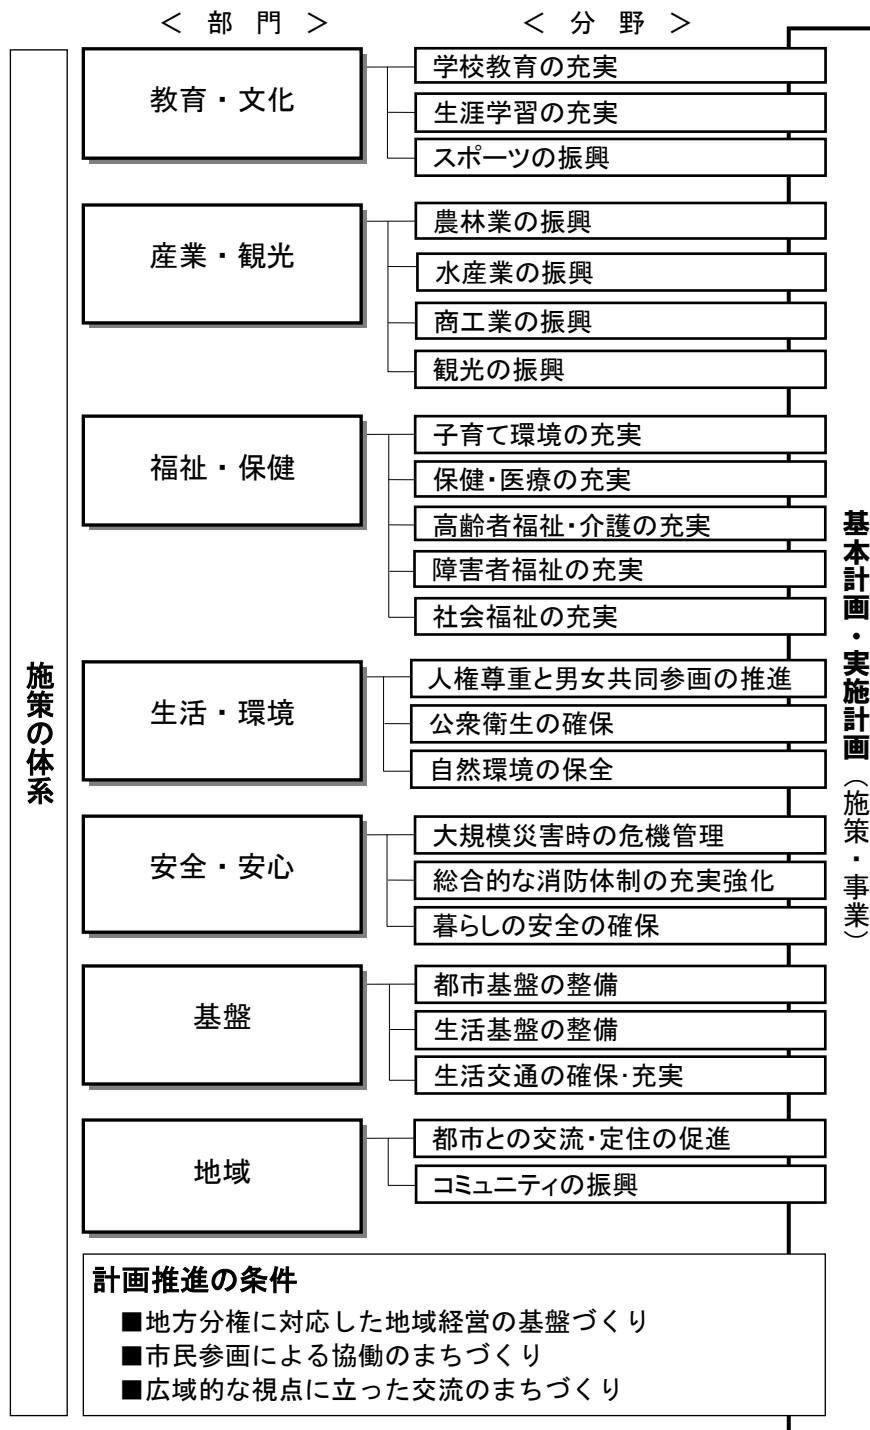 ＜ 部 門 ＞
＜ 分 野 ＞
施策の体系
教育・文化
学校教育の充実
生涯学習の充実
スポーツの振興
産業・観光
農林業の振興
水産業の振興
商工業の振興
観光の振興
福祉・保健
子育て環境の充実
保健・医療の充実
高齢者福祉・介護の充実
障害者福祉の充実
社会福祉の充実
生活・環境
人権尊重と男女共同参画の推進
公衆衛生の確保
自然環境の保全
安全・安心
大規模災害時の危機管理
総合的な消防体制の充実強化
暮らしの安全の確保
基盤
都市基盤の整備
生活基盤の整備
生活交通の確保・充実
地域
都市との交流・定住の促進
コミュニティの振興
基本計画・実施計画（施策・事業）
計画推進の条件
■地方分権に対応した地域経営の基盤づくり
■市民参画による協働のまちづくり
■広域的な視点に立った交流のまちづくり